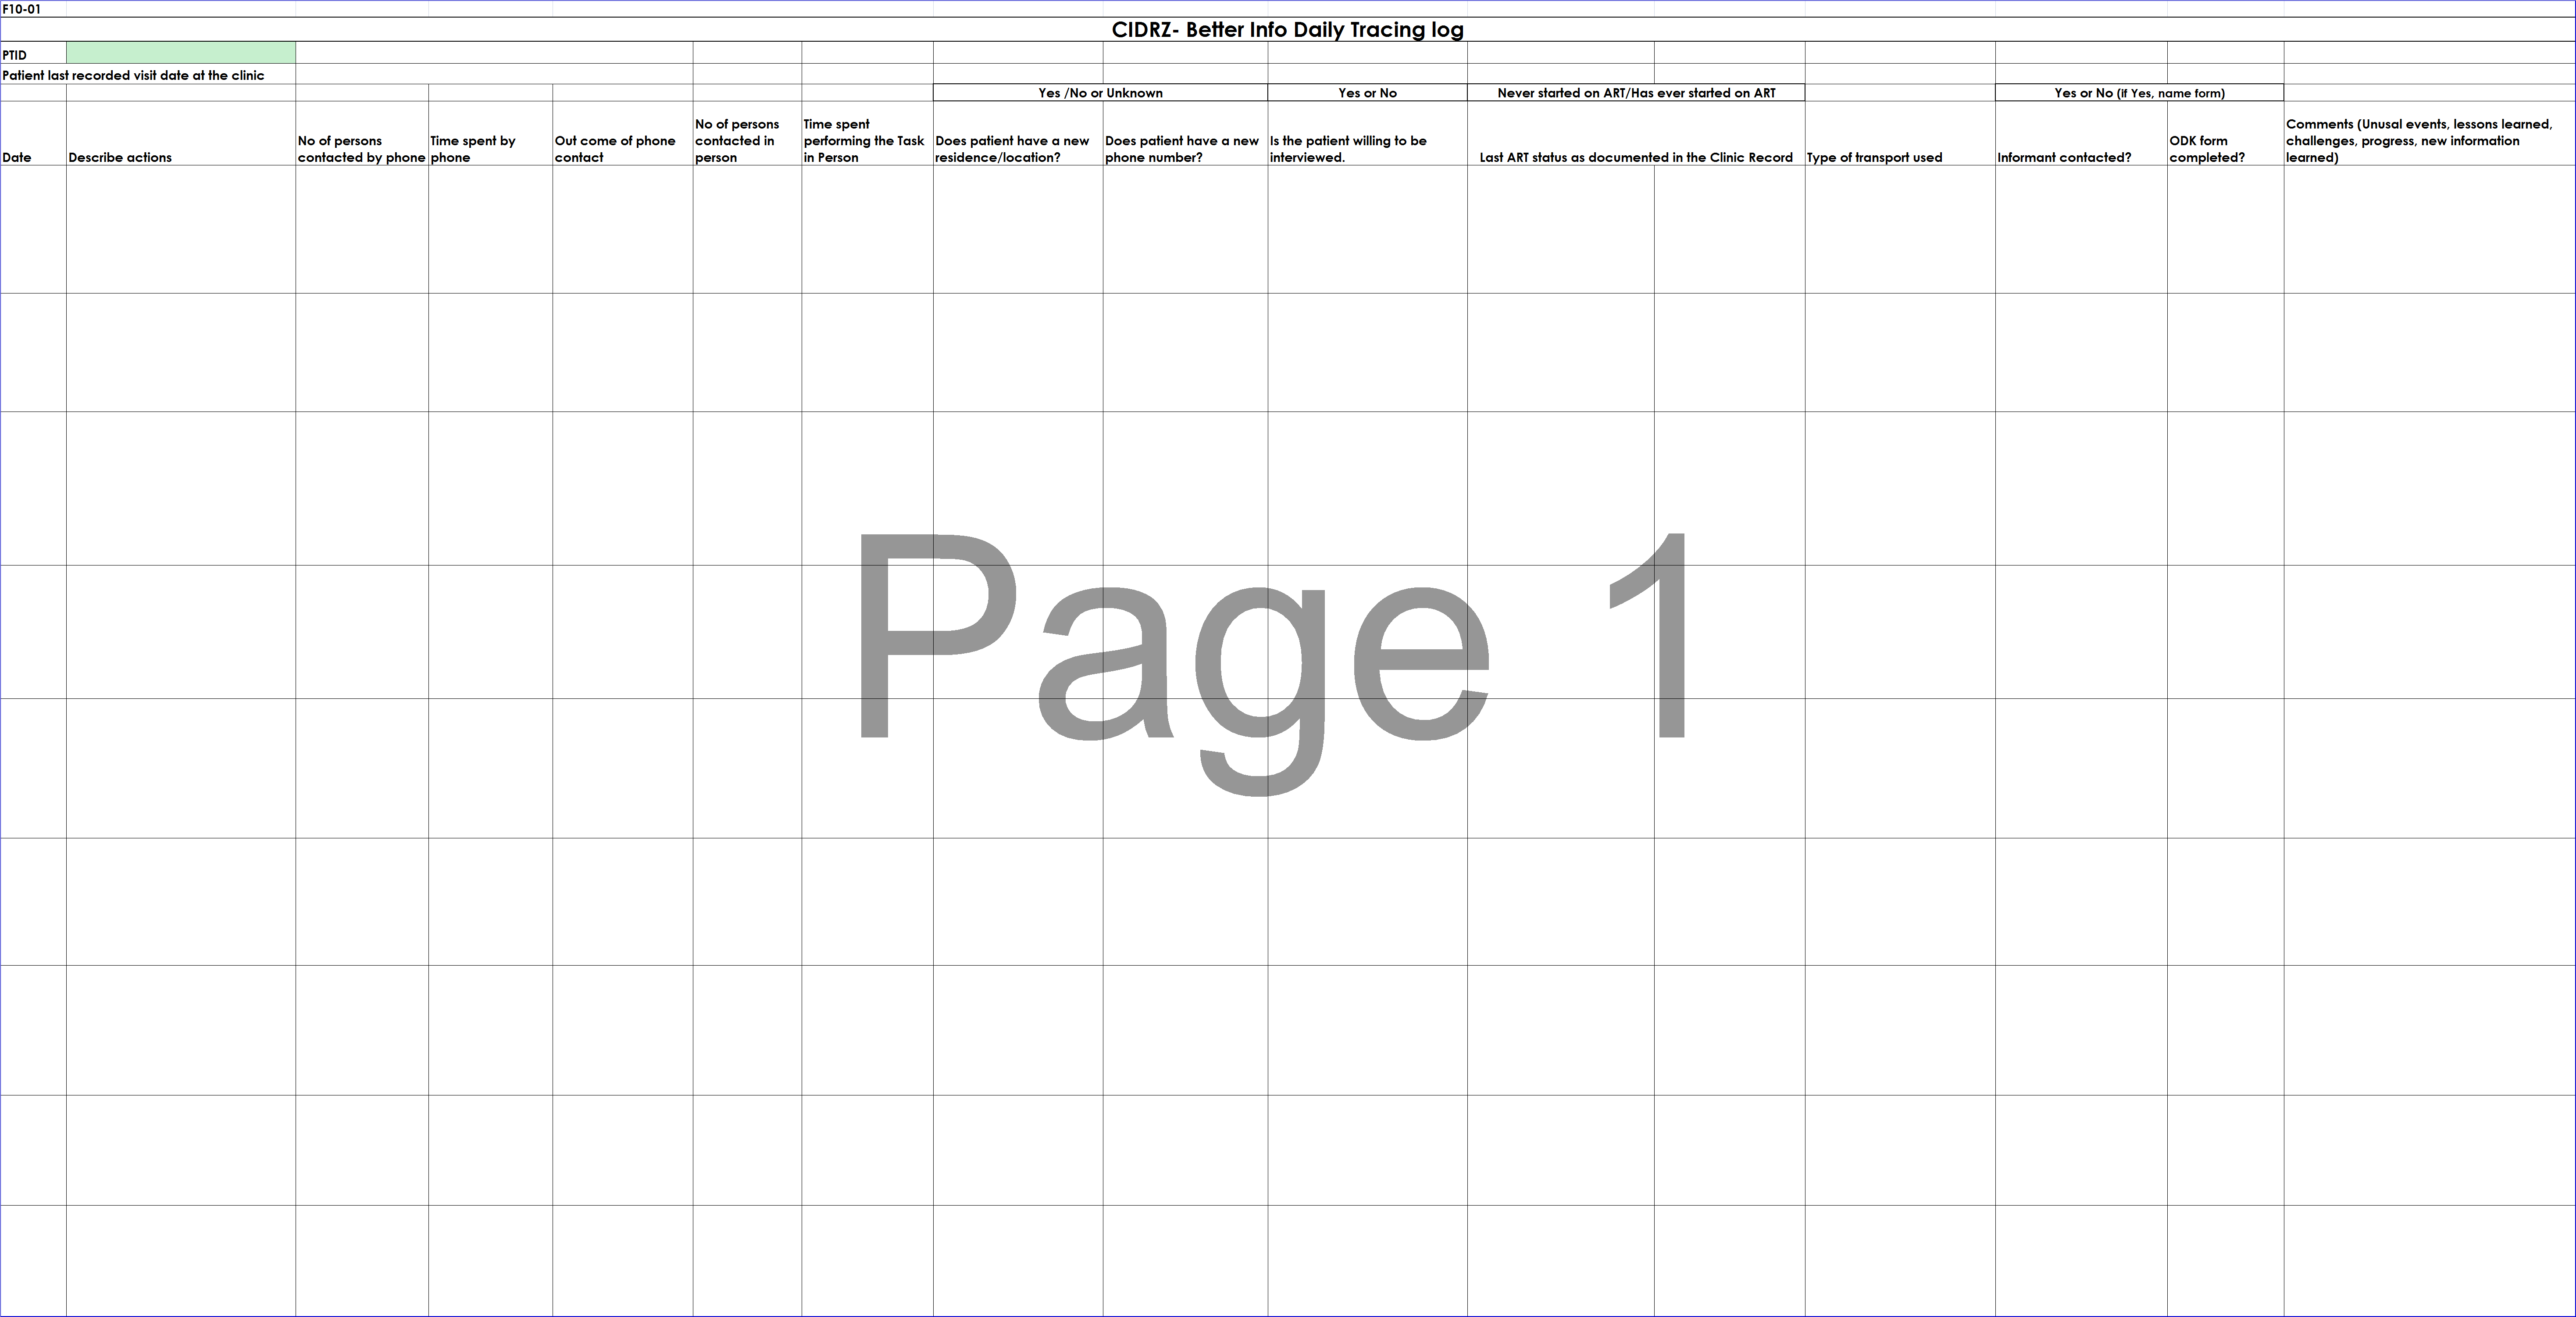 F10-01
CIDRZ- Better Info Daily Tracing log
PTID
Patient last recorded visit date at the clinic
Yes /No or Unknown
Yes or No
Never started on ART/Has ever started on ART
Yes or No (if Yes, name form)
Date
Describe actions
No of persons
contacted by phone
Time spent by
phone
Out come of phone
contact
No of persons
contacted in
person
Time spent
performing the Task
in Person
Does patient have a new
residence/location?
Does patient have a new
phone number?
Is the patient willing to be
interviewed.
Last ART status as documented in the Clinic Record
Type of transport used
Informant contacted?
ODK form
completed?
Comments (Unusal events, lessons learned,
challenges, progress, new information
learned)
Page 1